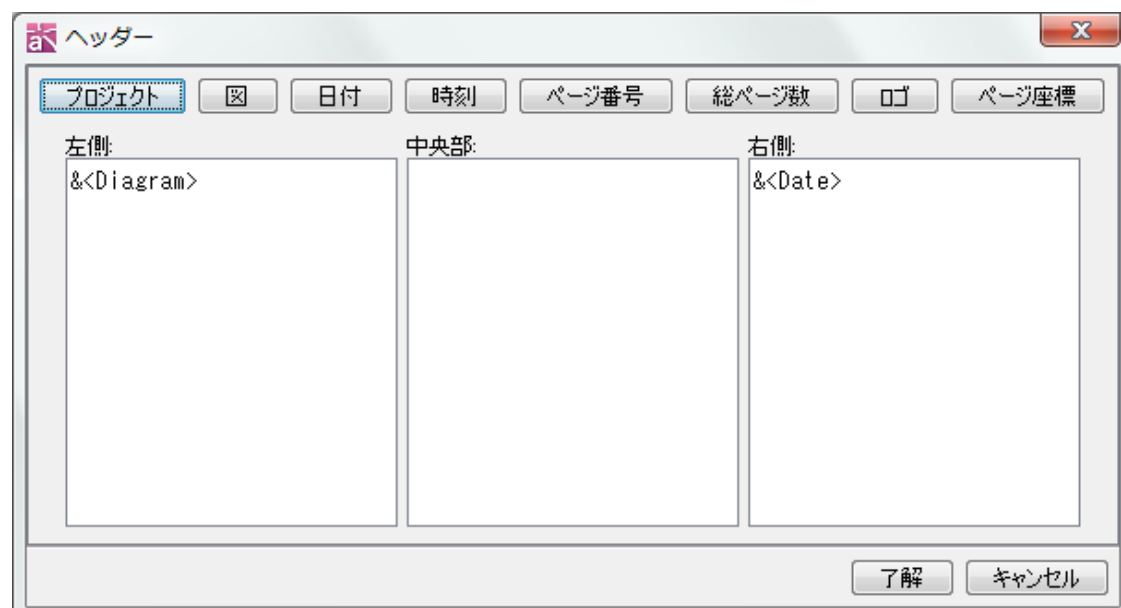 ヘッダー
プロジェクト 図 日付 時刻 ページ番号 総ページ数 ロゴ ページ座標
左側: 中央部: 右側:
&<Diagram> &<Date>
了解 キャンセル